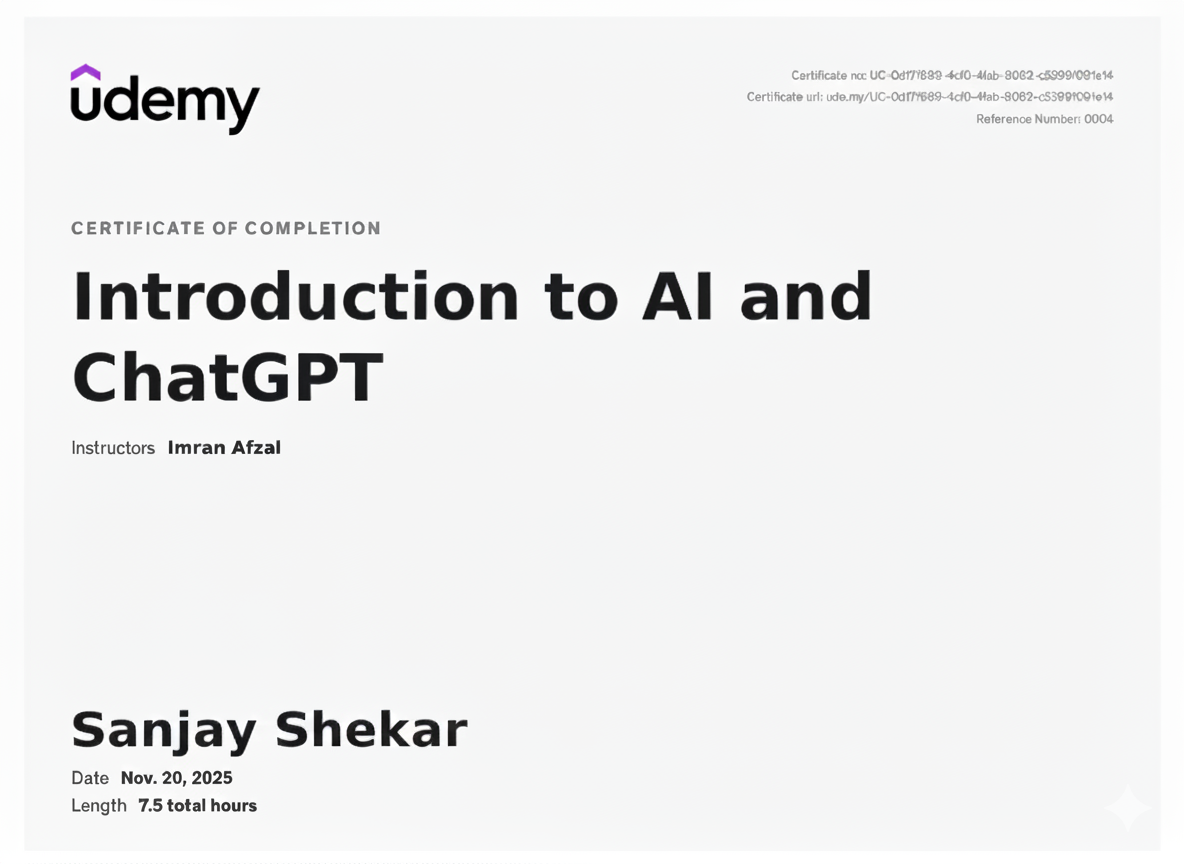 udemy
Certificate no:
Certificate url:
Reference Number: 0004
CERTIFICATE OF COMPLETION
Introduction to AI and
ChatGPT
Instructors Imran Afzal
Sanjay Shekar
Date Nov. 20, 2025
Length 7.5 total hours